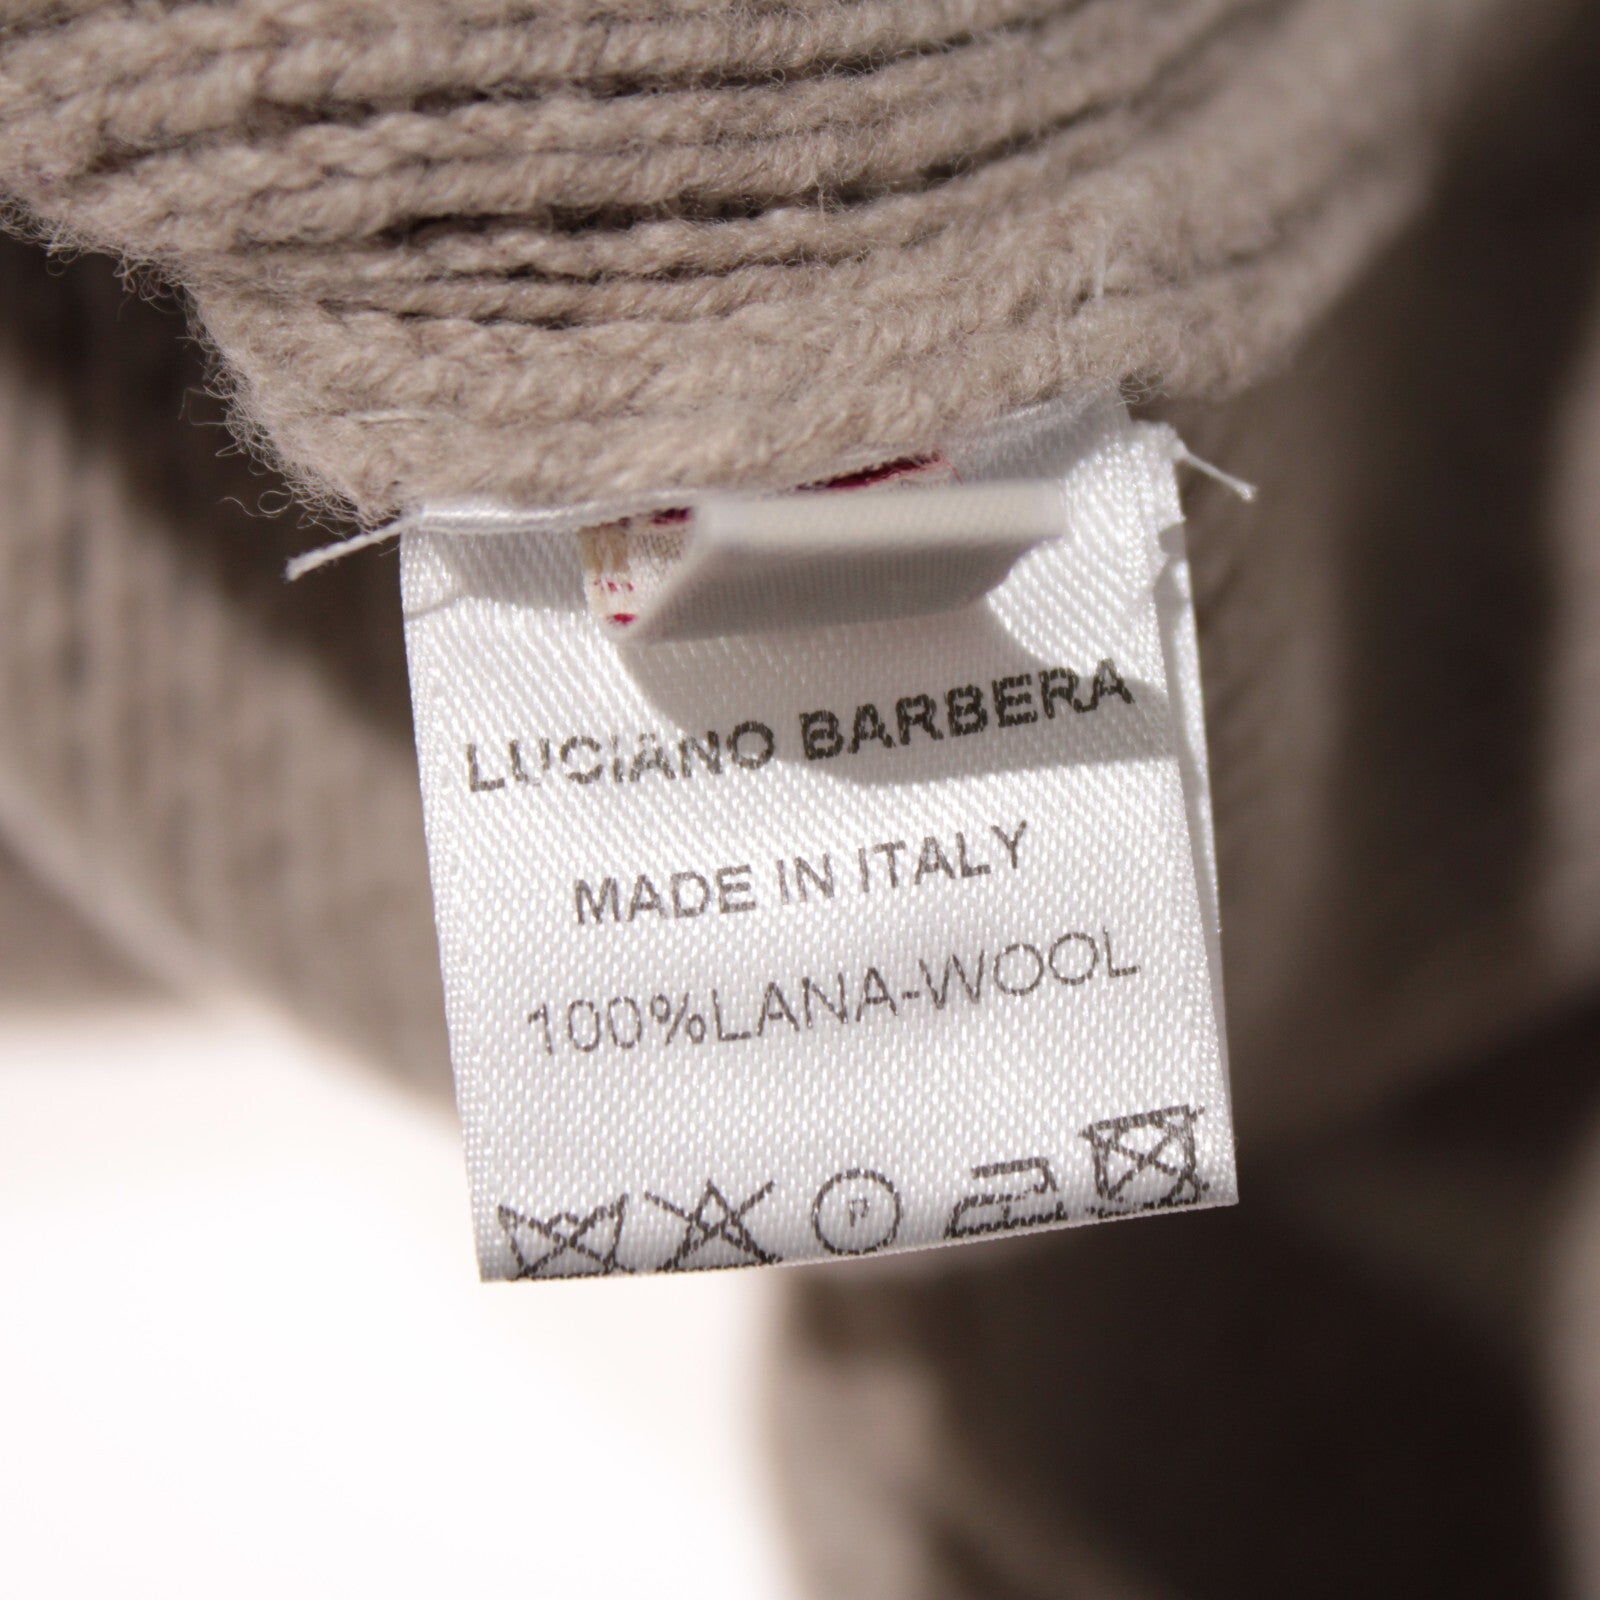 LUCIANO BARBERA
MADE IN ITALY
100%LANA-WOOL
P